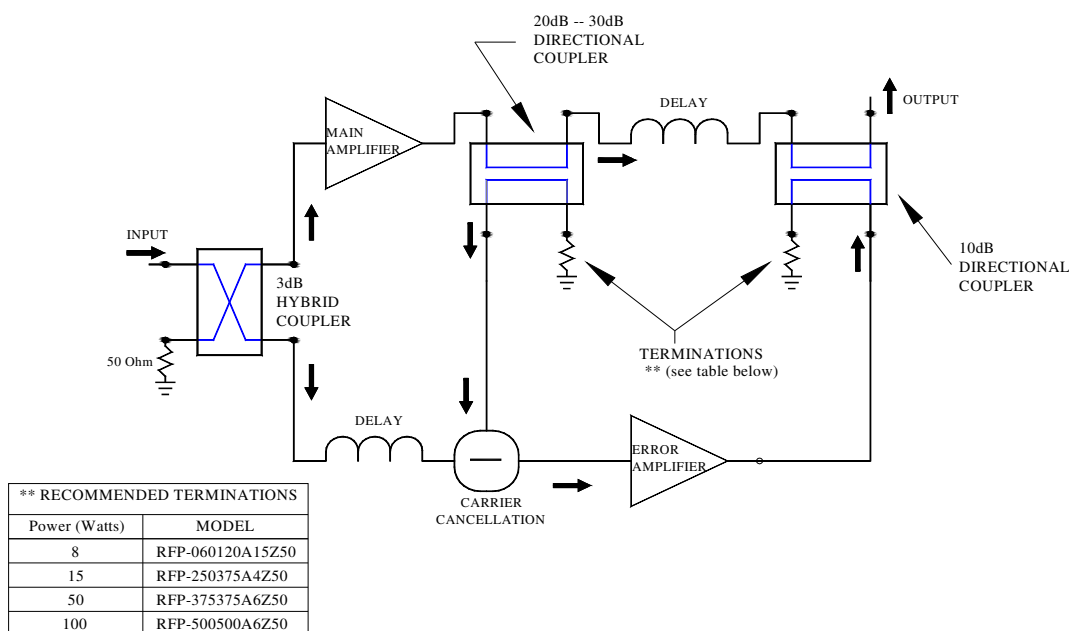 20dB -- 30dB
DIRECTIONAL
COUPLER
DELAY
OUTPUT
MAIN
AMPLIFIER
INPUT
3dB
HYBRID
COUPLER
10dB
DIRECTIONAL
COUPLER
50 Ohm
TERMINATIONS
** (see table below)
DELAY
ERROR
AMPLIFIER
CARRIER
CANCELLATION
** RECOMMENDED TERMINATIONS
Power (Watts) MODEL
8 RFP-060120A15Z50
15 RFP-250375A4Z50
50 RFP-375375A6Z50
100 RFP-500500A6Z50